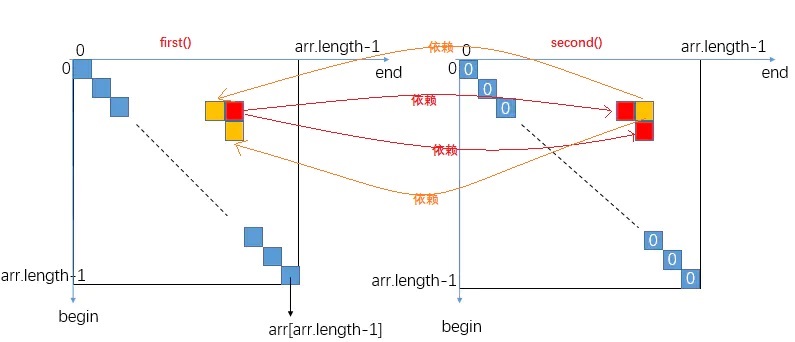 first()
0
arr.length-1
0
end
arr.length-1
begin
arr[arr.length-1]
依赖
依赖
依赖
依赖
second()
0
arr.length-1
0
end
0
0
0
0
0
0
arr.length-1
begin